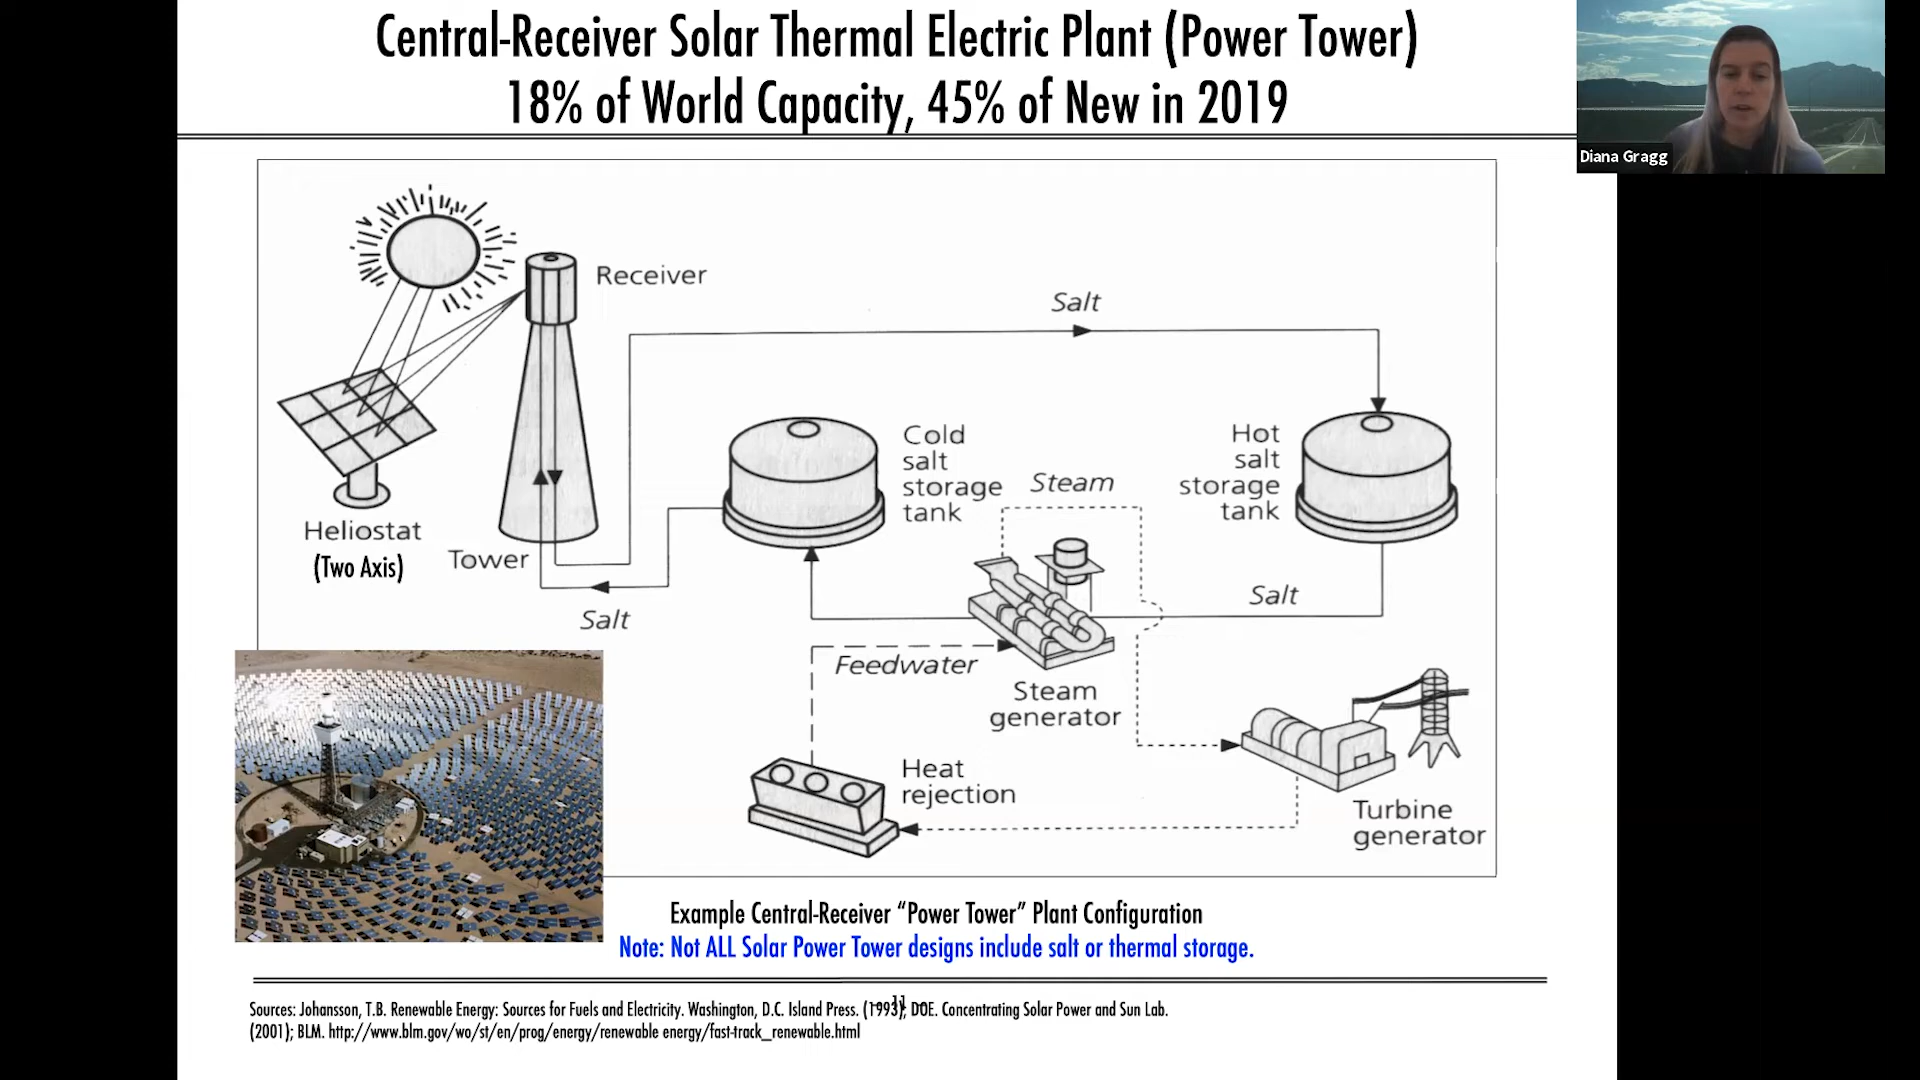 Central-Receiver Solar Thermal Electric Plant (Power Tower)
18% of World Capacity, 45% of New in 2019
Diana Gragg
Receiver
Salt
Cold
salt
storage
tank
Hot
salt
storage
tank
Steam
Heliostat
(Two Axis)
Tower
Salt
Salt
Feedwater
Steam
generator
Heat
rejection
Turbine
generator
Example Central-Receiver “Power Tower” Plant Configuration
Note: Not ALL Solar Power Tower designs include salt or thermal storage.
Sources: Johansson, T.B. Renewable Energy: Sources for Fuels and Electricity. Washington, D.C. Island Press. (1993); DOE. Concentrating Solar Power and Sun Lab.
(2001); BLM. http://www.blm.gov/wo/st/en/prog/energy/renewable energy/fast-track_renewable.html